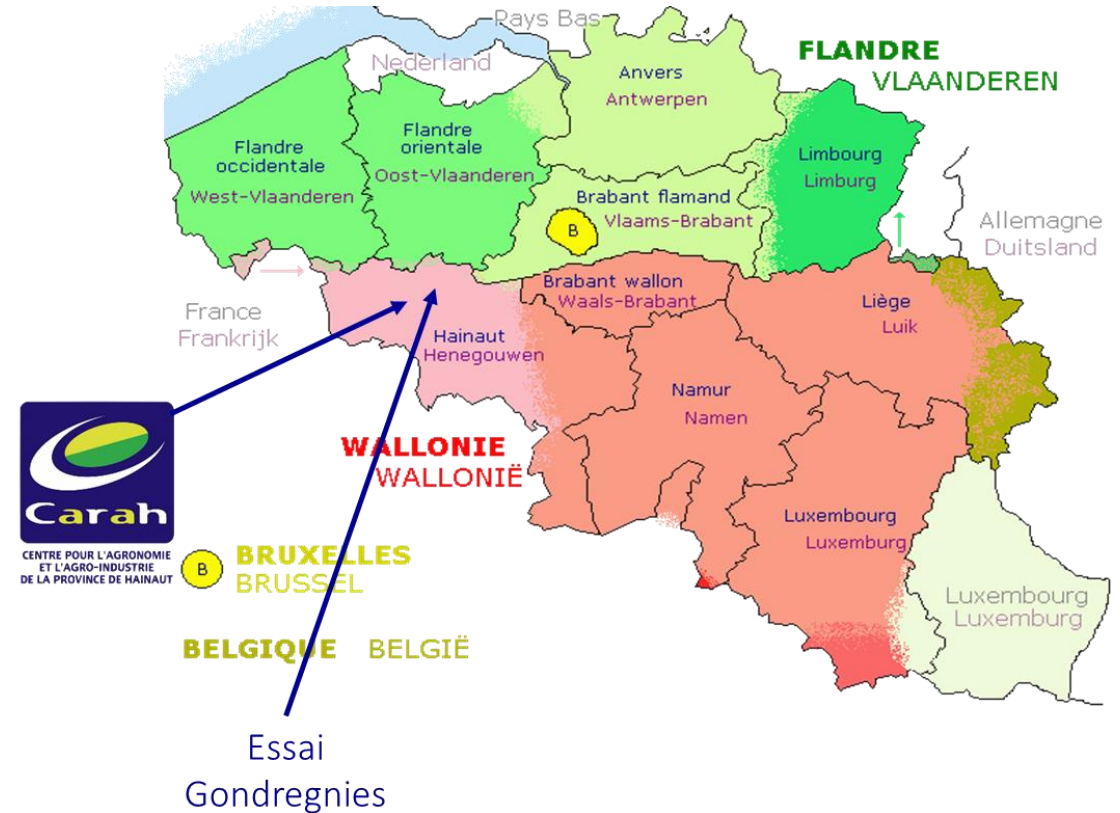 Pays Bas
Nederland
FLANDRE
VLAANDEREN
Anvers
Antwerpen
Flandre
occidentale
West-Vlaanderen
Flandre
orientale
Oost-Vlaanderen
Limbourg
Limburg
Brabant flamand
Vlaams-Brabant
B
Allemagne
Duitsland
France
Frankrijk
Brabant wallon
Waals-Brabant
Liège
Luik
Hainaut
Henegouwen
Namur
Namen
WALLONIE
WALLONIË
Carah
CENTRE POUR L'AGRONOMIE
ET L'AGRO-INDUSTRIE
DE LA PROVINCE DE HAINAUT
B
BRUXELLES
BRUSSEL
Luxembourg
Luxemburg
Luxembourg
Luxemburg
BELGIQUE BELGIË
Essai
Gondregnies